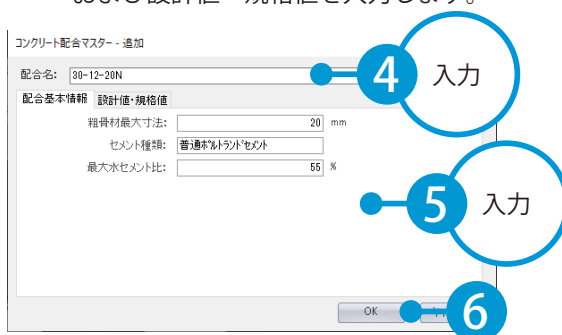 および設計値・規格値を入力します。
コンクリート配合マスター - 追加
配合名: 30-12-20N
4 入力
配合基本情報 設計値・規格値
粗骨材最大寸法: 20 mm
セメント種類: 普通ポルトランドセメント
最大水セメント比: 55 %
5 入力
OK
6